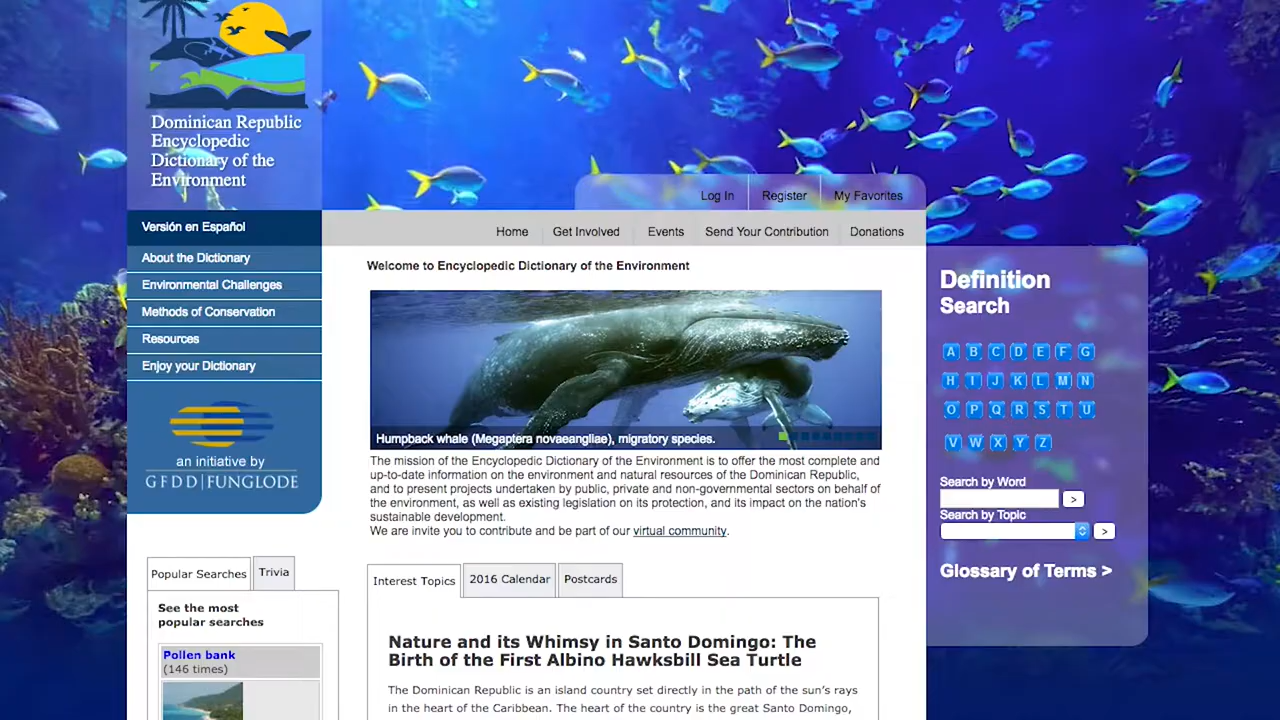 Dominican Republic
Encyclopedic
Dictionary of the
Environment
Log In Register My Favorites
Versión en Español
Home Get Involved Events Send Your Contribution Donations
About the Dictionary
Environmental Challenges
Methods of Conservation
Resources
Enjoy your Dictionary
an initiative by
GFDD|FUNGLODE
Welcome to Encyclopedic Dictionary of the Environment
Humpback whale (Megaptera novaeangliae), migratory species.
The mission of the Encyclopedic Dictionary of the Environment is to offer the most complete and
up-to-date information on the environment and natural resources of the Dominican Republic,
and to present projects undertaken by public, private and non-governmental sectors on behalf of
the environment, as well as existing legislation on its protection, and its impact on the nation's
sustainable development.
We are invite you to contribute and be part of our virtual community.
Definition
Search
A B C D E F G
H I J K L M N
O P Q R S T U
V W X Y Z
Search by Word
>
Search by Topic
>
Glossary of Terms >
Popular Searches Trivia
See the most
popular searches
Pollen bank
(146 times)
Interest Topics 2016 Calendar Postcards
Nature and its Whimsy in Santo Domingo: The
Birth of the First Albino Hawksbill Sea Turtle
The Dominican Republic is an island country set directly in the path of the sun's rays
in the heart of the Caribbean. The heart of the country is the great Santo Domingo,